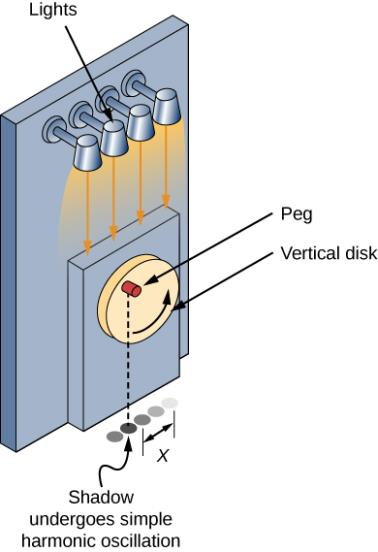 Lights
Peg
Vertical disk
X
Shadow
undergoes simple
harmonic oscillation